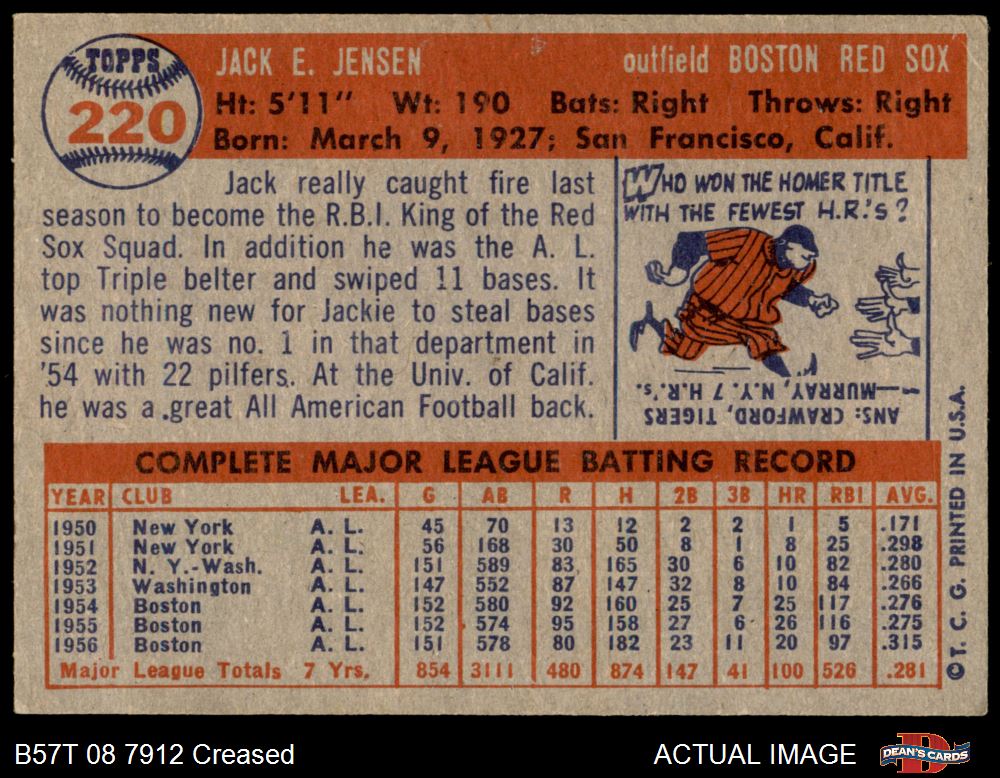 TOPPS
220
JACK E. JENSEN outfield BOSTON RED SOX
Ht: 5'11" Wt: 190 Bats: Right Throws: Right
Born: March 9, 1927; San Francisco, Calif.
Jack really caught fire last
season to become the R.B.I. King of the Red
Sox Squad. In addition he was the A. L.
top Triple belter and swiped 11 bases. It
was nothing new for Jackie to steal bases
since he was no. 1 in that department in
'54 with 22 pilfers. At the Univ. of Calif.
he was a great All American Football back.
WHO WON THE HOMER TITLE
WITH THE FEWEST H.R.'S?
ANS: CRAWFORD, TIGERS
—MURRAY, N.Y. 7 H.R.'s.
COMPLETE MAJOR LEAGUE BATTING RECORD
YEAR CLUB LEA. G AB R H 2B 3B HR RBI AVG.
1950 New York A. L. 45 70 13 12 2 2 1 5 .171
1951 New York A. L. 56 168 30 50 8 1 8 25 .298
1952 N. Y.-Wash. A. L. 151 589 83 165 30 6 10 82 .280
1953 Washington A. L. 147 552 87 147 32 8 10 84 .266
1954 Boston A. L. 152 580 92 160 25 7 25 117 .276
1955 Boston A. L. 152 574 95 158 27 6 26 116 .275
1956 Boston A. L. 151 578 80 182 23 11 20 97 .315
Major League Totals 7 Yrs. 854 3111 480 874 147 41 100 526 .281
©T. C. G. PRINTED IN U.S.A.
B57T 08 7912 Creased
ACTUAL IMAGE
DEAN'S CARDS